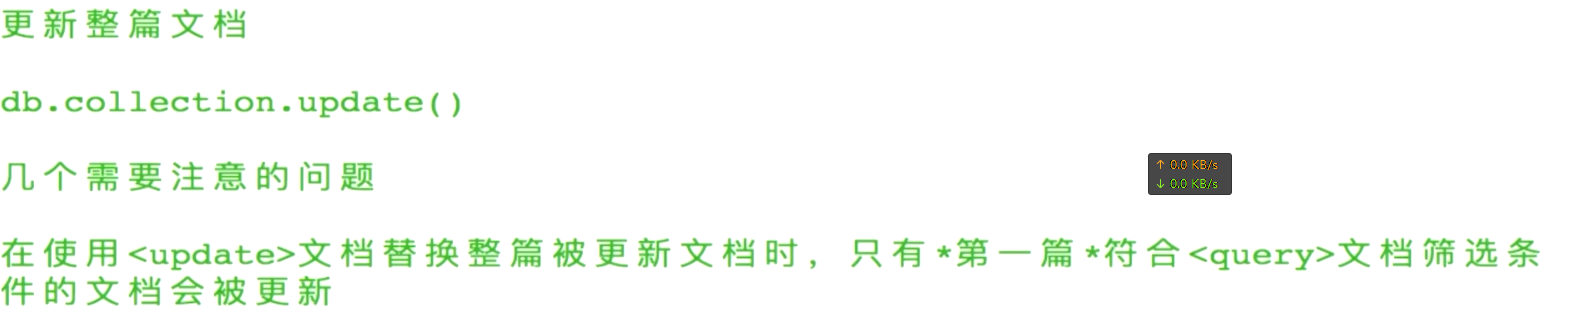 更新整篇文档
db.collection.update()
几个需要注意的问题
↑ 0.0 KB/s
↓ 0.0 KB/s
在使用<update>文档替换整篇被更新文档时，只有*第一篇*符合<query>文档筛选条
件的文档会被更新